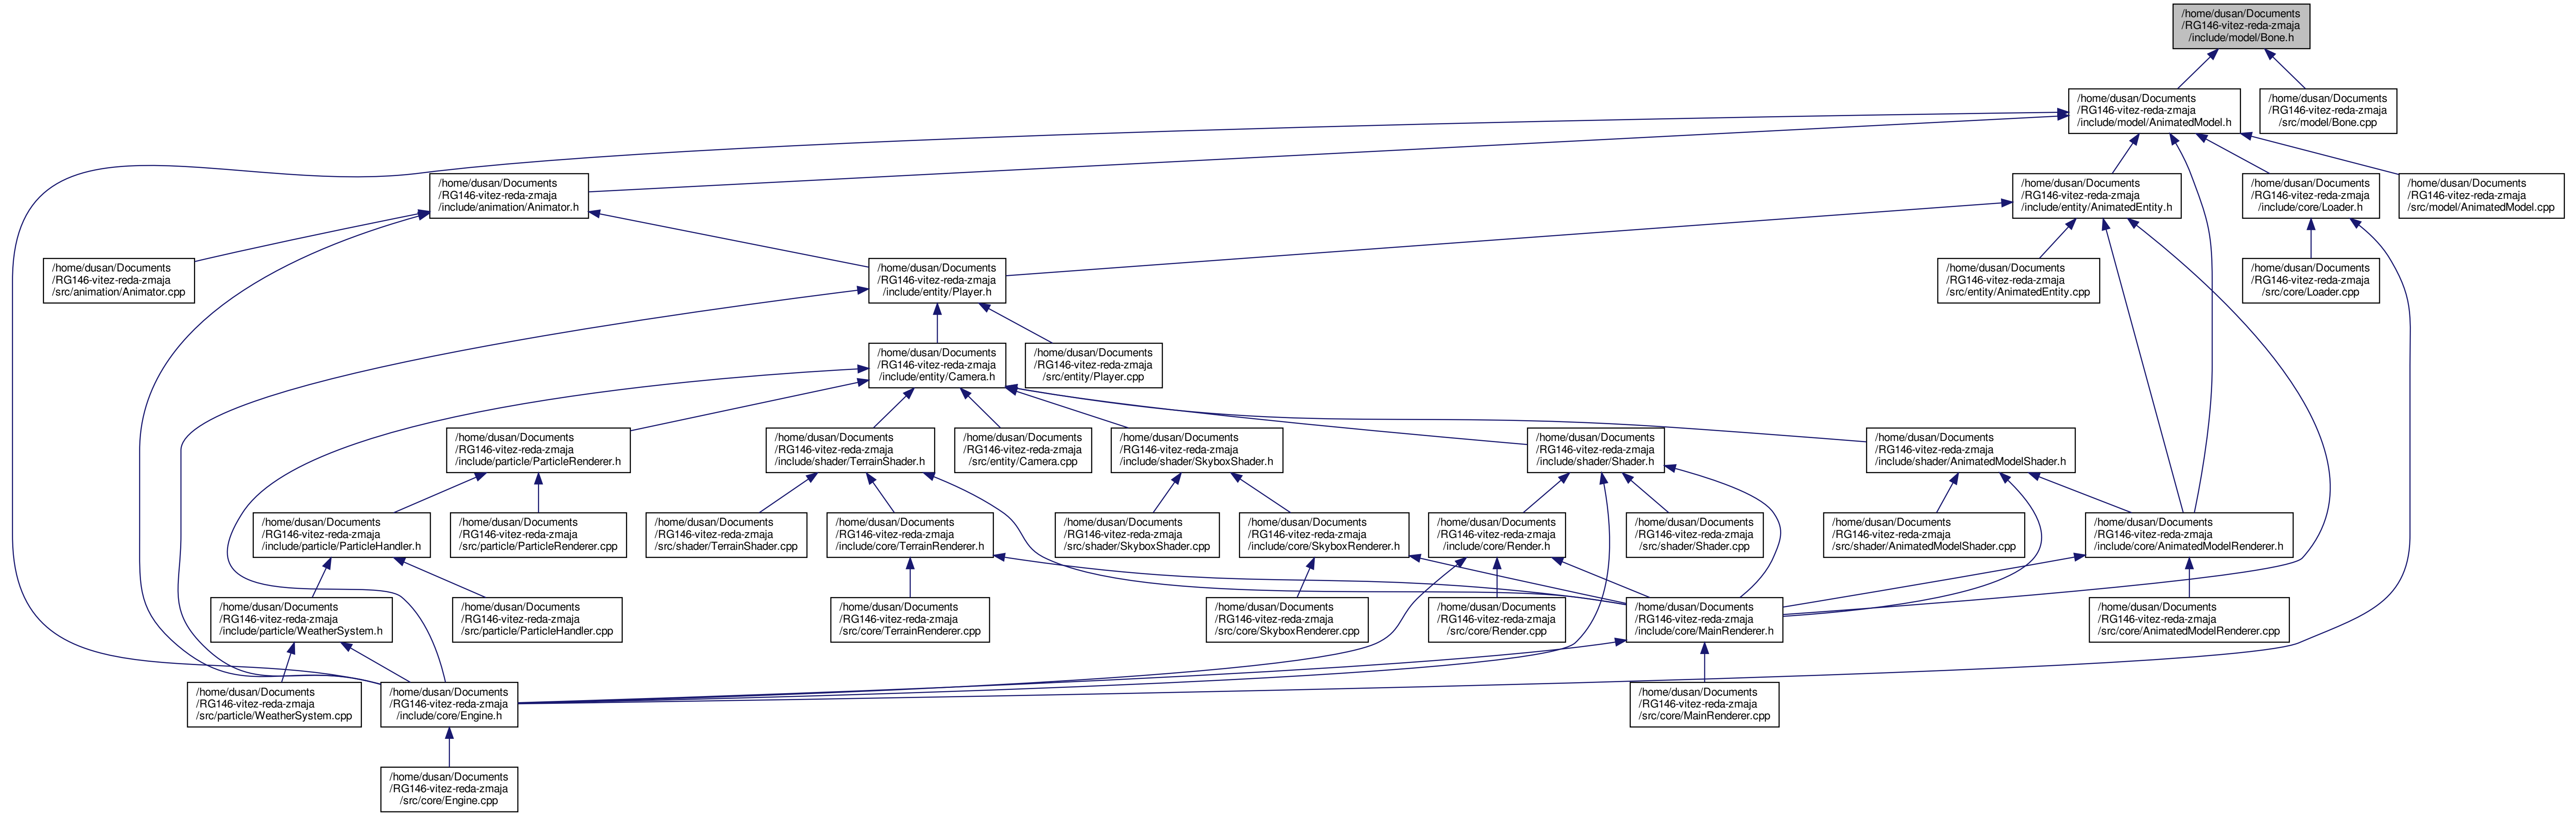 /home/dusan/Documents
/RG146-vitez-reda-zmaja
/include/model/Bone.h
/home/dusan/Documents
/RG146-vitez-reda-zmaja
/include/model/AnimatedModel.h
/home/dusan/Documents
/RG146-vitez-reda-zmaja
/src/model/Bone.cpp
/home/dusan/Documents
/RG146-vitez-reda-zmaja
/include/animation/Animator.h
/home/dusan/Documents
/RG146-vitez-reda-zmaja
/include/entity/AnimatedEntity.h
/home/dusan/Documents
/RG146-vitez-reda-zmaja
/include/core/Loader.h
/home/dusan/Documents
/RG146-vitez-reda-zmaja
/src/model/AnimatedModel.cpp
/home/dusan/Documents
/RG146-vitez-reda-zmaja
/src/animation/Animator.cpp
/home/dusan/Documents
/RG146-vitez-reda-zmaja
/include/entity/Player.h
/home/dusan/Documents
/RG146-vitez-reda-zmaja
/src/entity/AnimatedEntity.cpp
/home/dusan/Documents
/RG146-vitez-reda-zmaja
/src/core/Loader.cpp
/home/dusan/Documents
/RG146-vitez-reda-zmaja
/include/entity/Camera.h
/home/dusan/Documents
/RG146-vitez-reda-zmaja
/src/entity/Player.cpp
/home/dusan/Documents
/RG146-vitez-reda-zmaja
/include/particle/ParticleRenderer.h
/home/dusan/Documents
/RG146-vitez-reda-zmaja
/include/shader/TerrainShader.h
/home/dusan/Documents
/RG146-vitez-reda-zmaja
/src/entity/Camera.cpp
/home/dusan/Documents
/RG146-vitez-reda-zmaja
/include/shader/SkyboxShader.h
/home/dusan/Documents
/RG146-vitez-reda-zmaja
/include/shader/Shader.h
/home/dusan/Documents
/RG146-vitez-reda-zmaja
/include/shader/AnimatedModelShader.h
/home/dusan/Documents
/RG146-vitez-reda-zmaja
/include/particle/ParticleHandler.h
/home/dusan/Documents
/RG146-vitez-reda-zmaja
/src/particle/ParticleRenderer.cpp
/home/dusan/Documents
/RG146-vitez-reda-zmaja
/src/shader/TerrainShader.cpp
/home/dusan/Documents
/RG146-vitez-reda-zmaja
/include/core/TerrainRenderer.h
/home/dusan/Documents
/RG146-vitez-reda-zmaja
/src/shader/SkyboxShader.cpp
/home/dusan/Documents
/RG146-vitez-reda-zmaja
/include/core/SkyboxRenderer.h
/home/dusan/Documents
/RG146-vitez-reda-zmaja
/include/core/Render.h
/home/dusan/Documents
/RG146-vitez-reda-zmaja
/src/shader/Shader.cpp
/home/dusan/Documents
/RG146-vitez-reda-zmaja
/src/shader/AnimatedModelShader.cpp
/home/dusan/Documents
/RG146-vitez-reda-zmaja
/include/core/AnimatedModelRenderer.h
/home/dusan/Documents
/RG146-vitez-reda-zmaja
/include/particle/WeatherSystem.h
/home/dusan/Documents
/RG146-vitez-reda-zmaja
/src/particle/ParticleHandler.cpp
/home/dusan/Documents
/RG146-vitez-reda-zmaja
/src/core/TerrainRenderer.cpp
/home/dusan/Documents
/RG146-vitez-reda-zmaja
/src/core/SkyboxRenderer.cpp
/home/dusan/Documents
/RG146-vitez-reda-zmaja
/src/core/Render.cpp
/home/dusan/Documents
/RG146-vitez-reda-zmaja
/include/core/MainRenderer.h
/home/dusan/Documents
/RG146-vitez-reda-zmaja
/src/core/AnimatedModelRenderer.cpp
/home/dusan/Documents
/RG146-vitez-reda-zmaja
/src/particle/WeatherSystem.cpp
/home/dusan/Documents
/RG146-vitez-reda-zmaja
/include/core/Engine.h
/home/dusan/Documents
/RG146-vitez-reda-zmaja
/src/core/MainRenderer.cpp
/home/dusan/Documents
/RG146-vitez-reda-zmaja
/src/core/Engine.cpp